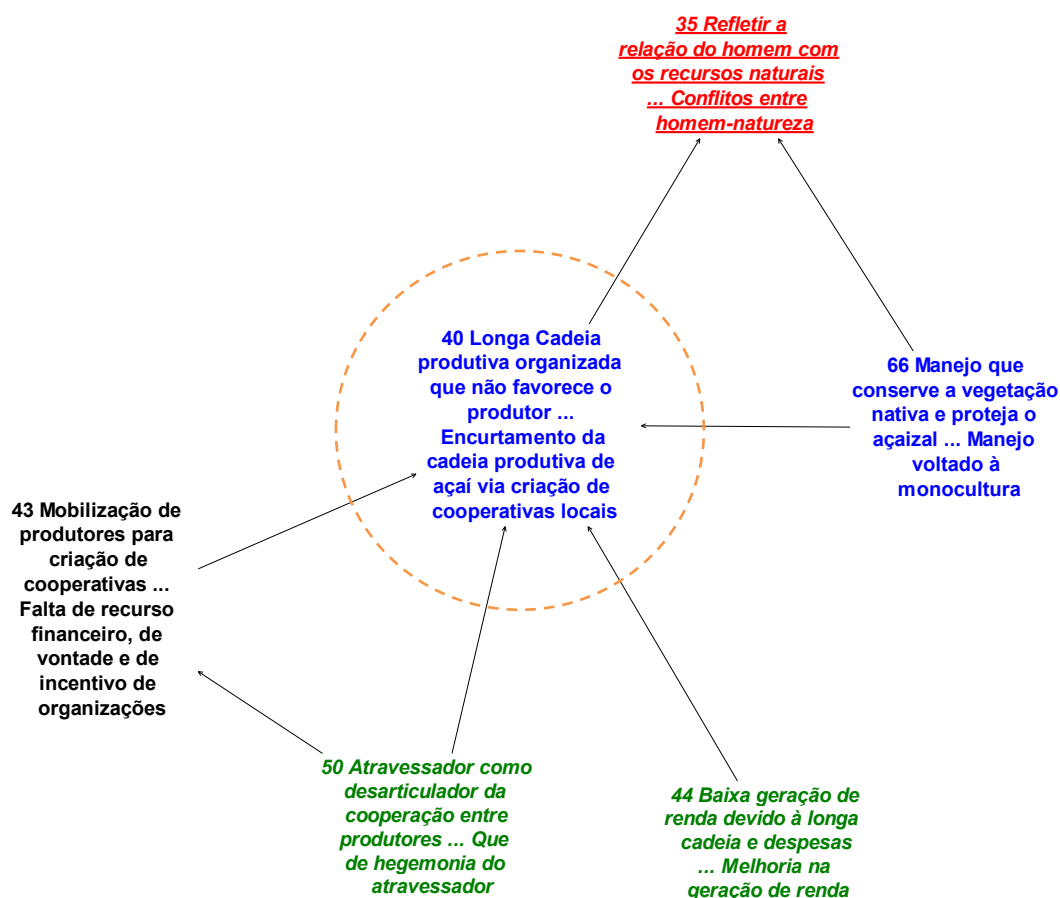 35 Refletir a
relação do homem com
os recursos naturais
... Conflitos entre
homem-natureza
40 Longa Cadeia
produtiva organizada
que não favorece o
produtor ...
Encurtamento da
cadeia produtiva de
açaí via criação de
cooperativas locais
66 Manejo que
conserve a vegetação
nativa e proteja o
açaizal ... Manejo
voltado à
monocultura
43 Mobilização de
produtores para
criação de
cooperativas ...
Falta de recurso
financeiro, de
vontade e de
incentivo de
organizações
50 Atravessador como
desarticulador da
cooperação entre
produtores ... Que
de hegemonia do
atravessador
44 Baixa geração de
renda devido à longa
cadeia e despesas
... Melhoria na
geração de renda